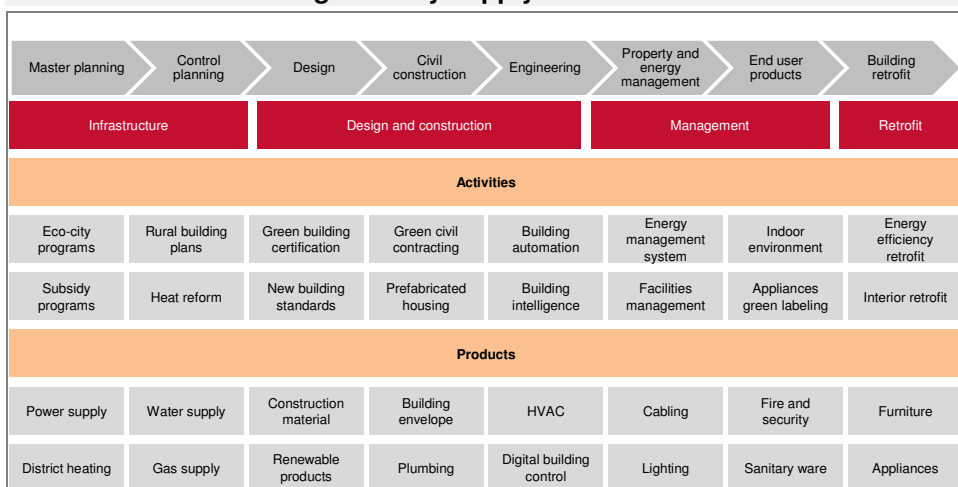 Master planning
Control
planning
Design
Civil
construction
Engineering
Property and
energy
management
End user
products
Building
retrofit
Infrastructure
Design and construction
Management
Retrofit
Activities
Eco-city
programs
Rural building
plans
Green building
certification
Green civil
contracting
Building
automation
Energy
management
system
Indoor
environment
Energy
efficiency
retrofit
Subsidy
programs
Heat reform
New building
standards
Prefabricated
housing
Building
intelligence
Facilities
management
Appliances
green labeling
Interior retrofit
Products
Power supply
Water supply
Construction
material
Building
envelope
HVAC
Cabling
Fire and
security
Furniture
District heating
Gas supply
Renewable
products
Plumbing
Digital building
control
Lighting
Sanitary ware
Appliances